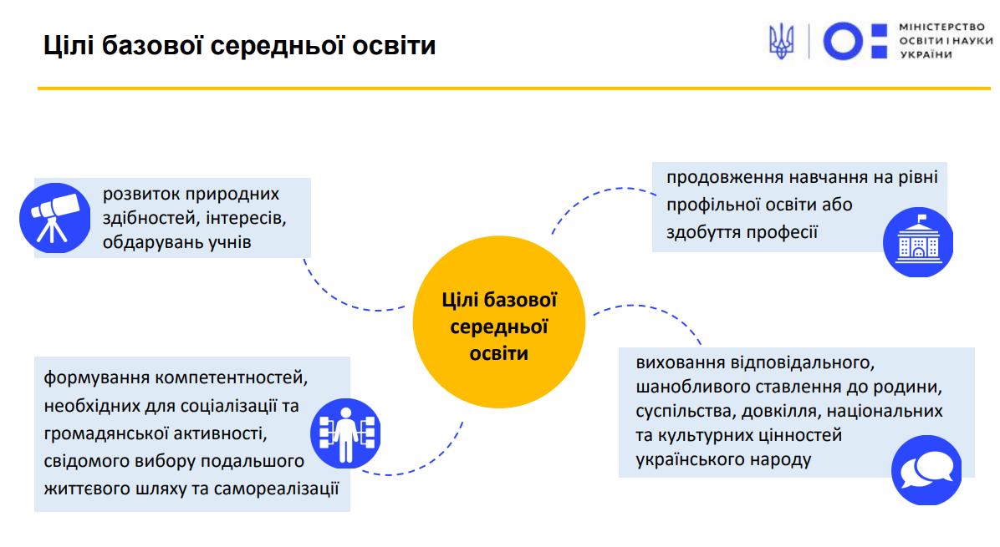 Цілі базової середньої освіти
МІНІСТЕРСТВО
ОСВІТИ І НАУКИ
УКРАЇНИ
розвиток природних
здібностей, інтересів,
обдарувань учнів
продовження навчання на рівні
профільної освіти або
здобуття професії
Цілі базової
середньої
освіти
формування компетентностей,
необхідних для соціалізації та
громадянської активності,
свідомого вибору подальшого
життєвого шляху та самореалізації
виховання відповідального,
шанобливого ставлення до родини,
суспільства, довкілля, національних
та культурних цінностей
українського народу